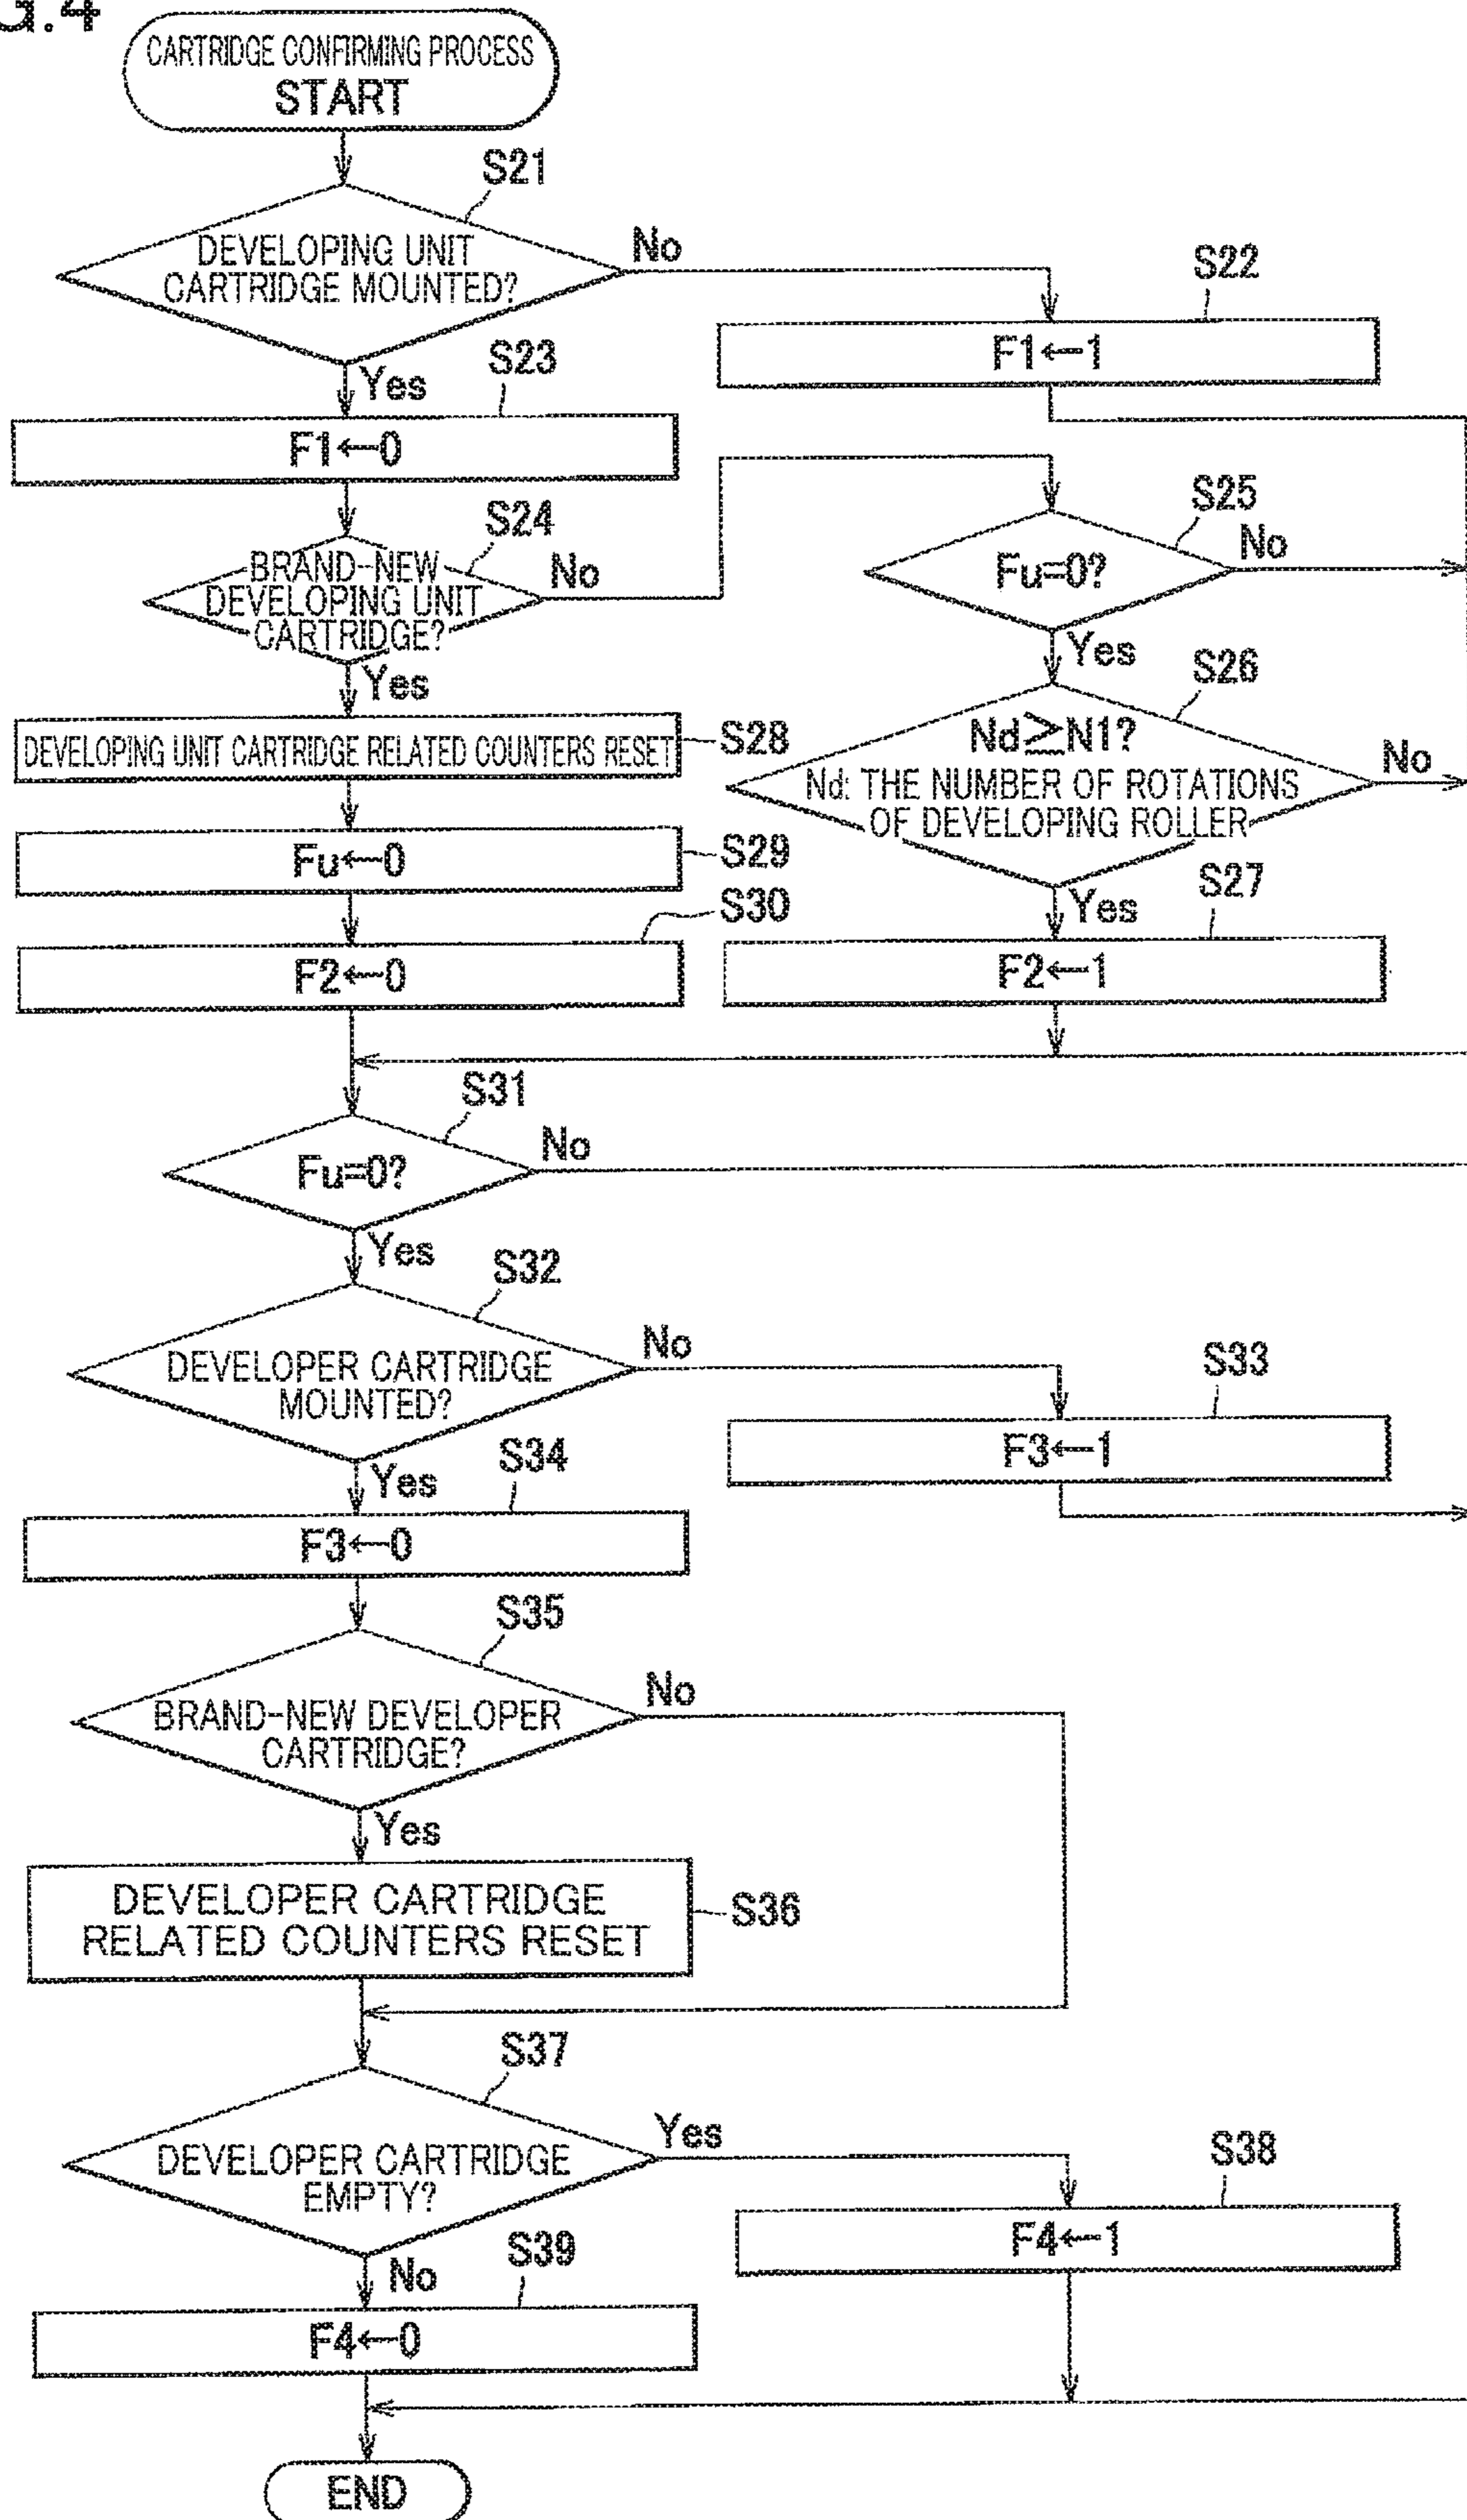 G.4
CARTRIDGE CONFIRMING PROCESS
START
S21
DEVELOPING UNIT
CARTRIDGE MOUNTED?
No
S22
F1←1
Yes
S23
F1←0
S24
BRAND-NEW
DEVELOPING UNIT
CARTRIDGE?
No
S25
Fu=0?
No
Yes
Yes
S26
Nd≥N1?
Nd: THE NUMBER OF ROTATIONS
OF DEVELOPING ROLLER
No
DEVELOPING UNIT CARTRIDGE RELATED COUNTERS RESET
S28
Fu←0
S29
Yes
S27
F2←1
S30
F2←0
S31
Fu=0?
No
Yes
S32
DEVELOPER CARTRIDGE
MOUNTED?
No
S33
F3←1
Yes
S34
F3←0
S35
BRAND-NEW DEVELOPER
CARTRIDGE?
No
Yes
DEVELOPER CARTRIDGE
RELATED COUNTERS RESET
S36
S37
DEVELOPER CARTRIDGE
EMPTY?
Yes
S38
F4←1
No
S39
F4←0
END